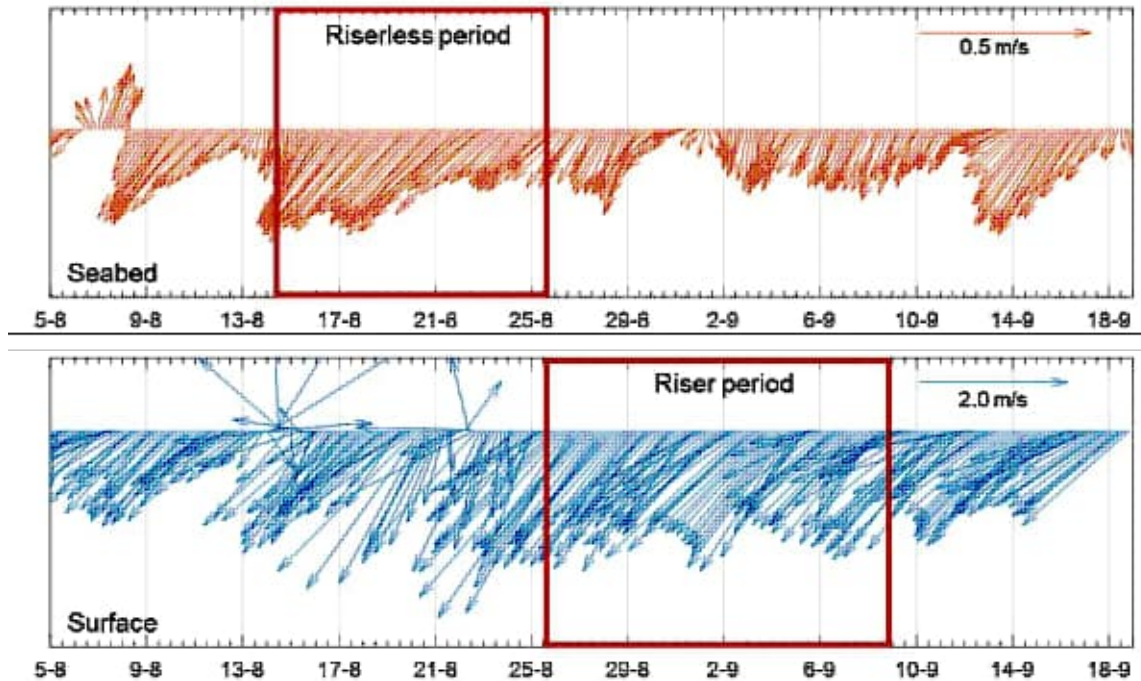 Riserless period
0.5 m/s
Seabed
5-8 9-8 13-8 17-8 21-8 25-8 29-8 2-9 6-9 10-9 14-9 18-9
Riser period
2.0 m/s
Surface
5-8 9-8 13-8 17-8 21-8 25-8 29-8 2-9 6-9 10-9 14-9 18-9